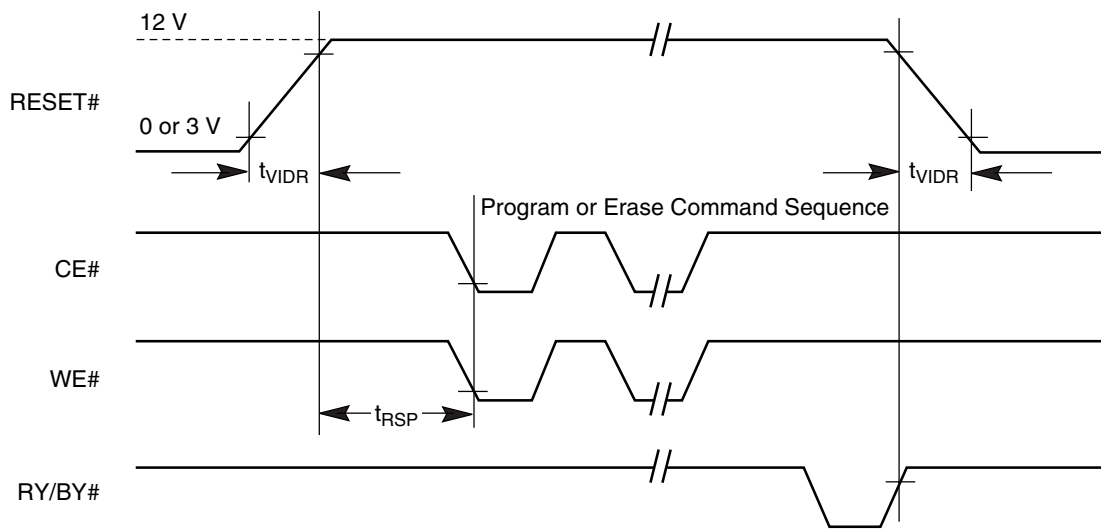 12 V
RESET#
0 or 3 V
tVIDR
tVIDR
Program or Erase Command Sequence
CE#
WE#
tRSP
RY/BY#